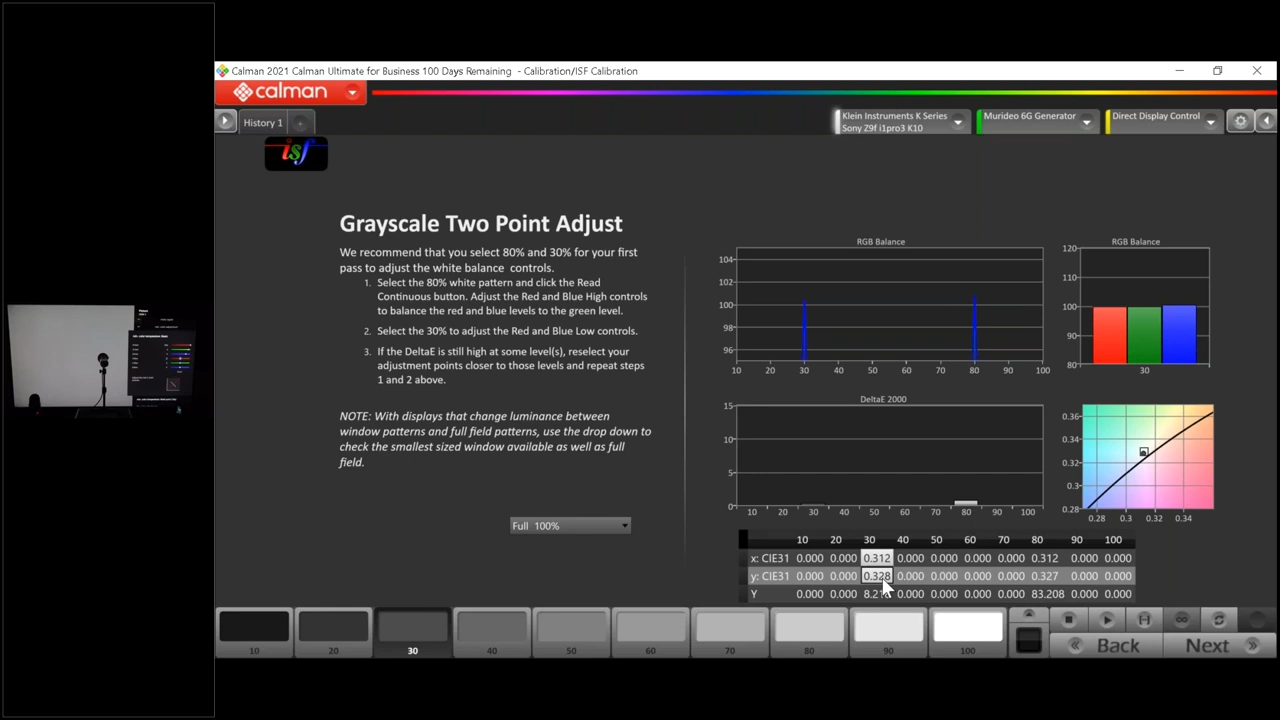 Calman 2021 Calman Ultimate for Business 100 Days Remaining - Calibration/ISF Calibration
calman
History 1
+
Klein Instruments K Series
Sony Z9f i1pro3 K10
Murideo 6G Generator
Direct Display Control
isf
Grayscale Two Point Adjust
We recommend that you select 80% and 30% for your first
pass to adjust the white balance controls.
1. Select the 80% white pattern and click the Read
Continuous button. Adjust the Red and Blue High controls
to balance the red and blue levels to the green level.
2. Select the 30% to adjust the Red and Blue Low controls.
3. If the DeltaE is still high at some level(s), reselect your
adjustment points closer to those levels and repeat steps
1 and 2 above.
NOTE: With displays that change luminance between
window patterns and full field patterns, use the drop down to
check the smallest sized window available as well as full
field.
Full 100%
RGB Balance
104
102
100
98
96
10 20 30 40 50 60 70 80 90 100
RGB Balance
120
110
100
90
80
30
DeltaE 2000
15
10
5
0
10 20 30 40 50 60 70 80 90 100
0.36
0.34
0.32
0.3
0.28
0.28 0.3 0.32 0.34
10 20 30 40 50 60 70 80 90 100
x: CIE31 0.000 0.000 0.312 0.000 0.000 0.000 0.000 0.312 0.000 0.000
y: CIE31 0.000 0.000 0.328 0.000 0.000 0.000 0.000 0.327 0.000 0.000
Y 0.000 0.000 0.000 0.000 0.000 0.000 83.208 0.000 0.000
10 20 30 40 50 60 70 80 90 100
Back
Next